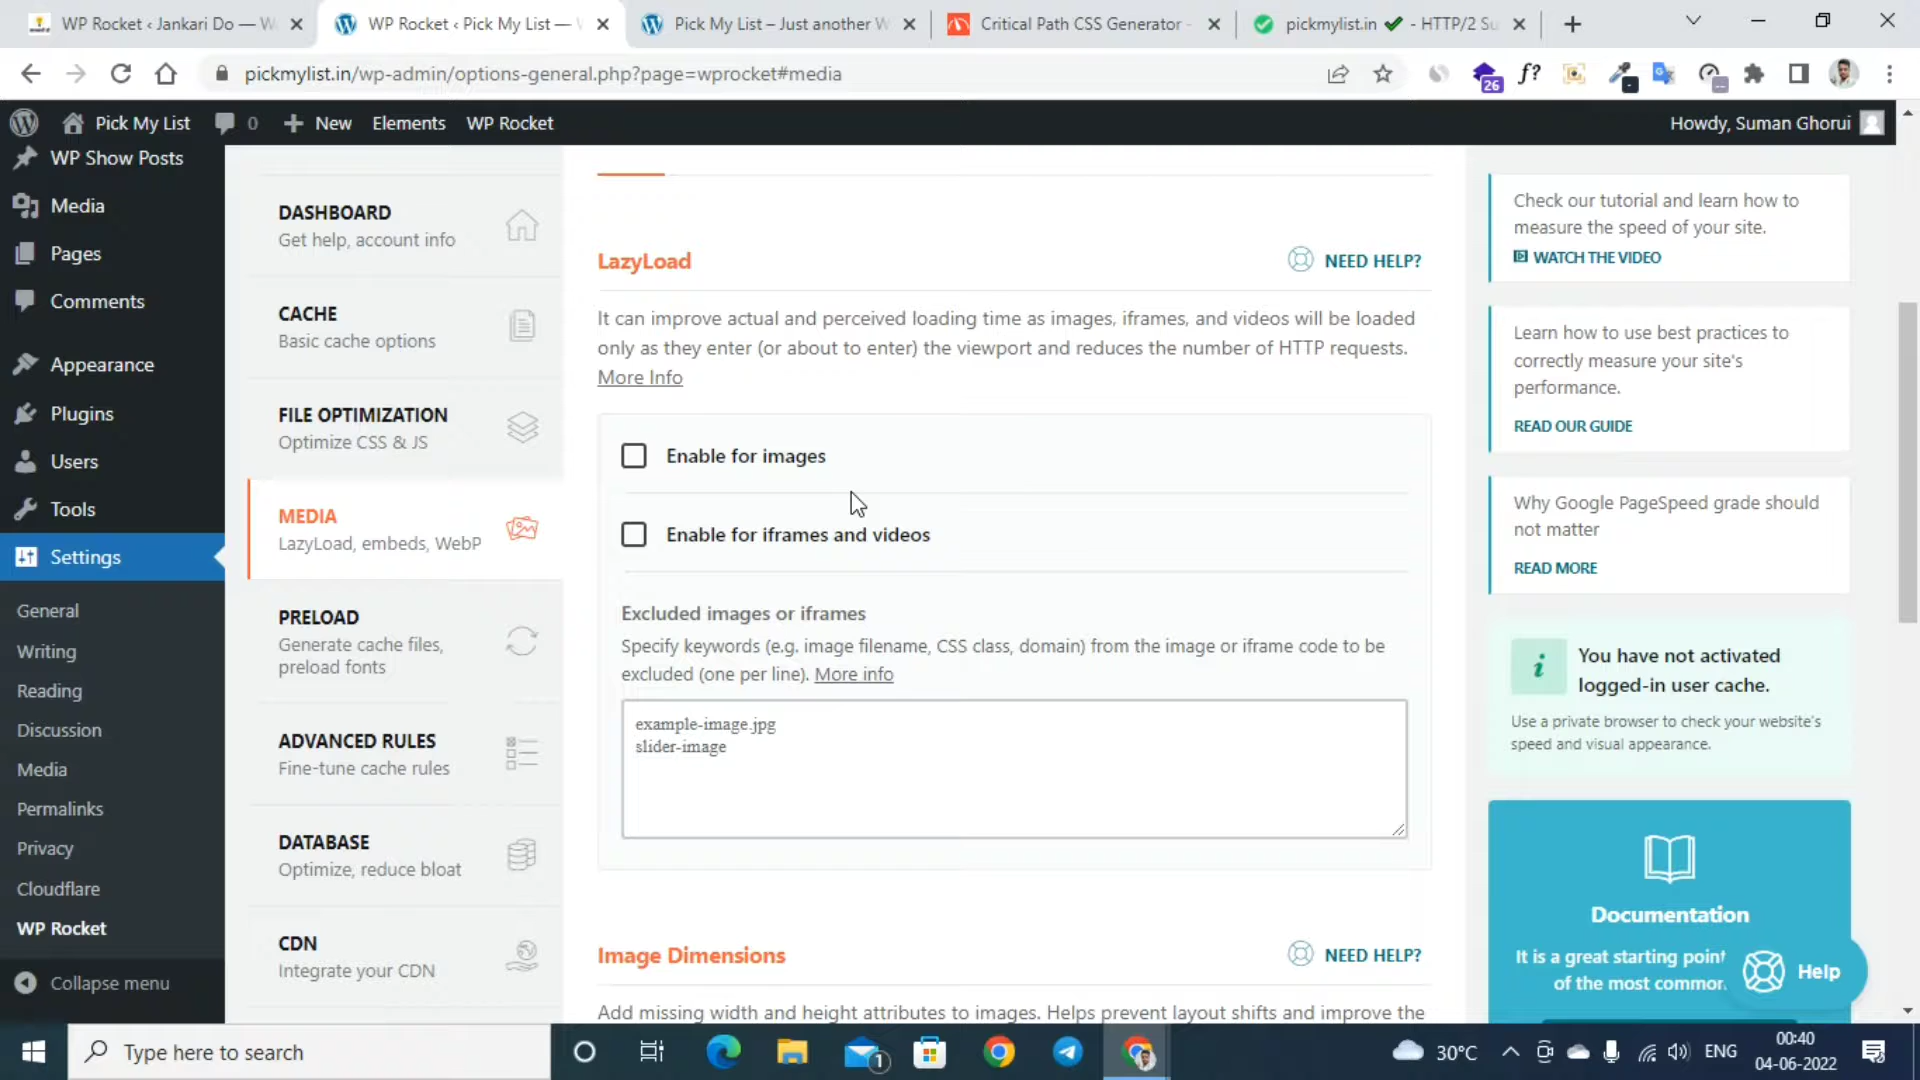 WP Rocket ‹ Jankari Do — W
WP Rocket ‹ Pick My List —
Pick My List – Just another W
Critical Path CSS Generator -
pickmylist.in ✔ - HTTP/2 Su
pickmylist.in/wp-admin/options-general.php?page=wprocket#media
26
f?
Pick My List
0
New
Elements
WP Rocket
Howdy, Suman Ghorui
WP Show Posts
Media
Pages
Comments
Appearance
Plugins
Users
Tools
Settings
General
Writing
Reading
Discussion
Media
Permalinks
Privacy
Cloudflare
WP Rocket
Collapse menu
DASHBOARD
Get help, account info
CACHE
Basic cache options
FILE OPTIMIZATION
Optimize CSS & JS
MEDIA
LazyLoad, embeds, WebP
PRELOAD
Generate cache files,
preload fonts
ADVANCED RULES
Fine-tune cache rules
DATABASE
Optimize, reduce bloat
CDN
Integrate your CDN
LazyLoad
NEED HELP?
It can improve actual and perceived loading time as images, iframes, and videos will be loaded
only as they enter (or about to enter) the viewport and reduces the number of HTTP requests.
More Info
Enable for images
Enable for iframes and videos
Excluded images or iframes
Specify keywords (e.g. image filename, CSS class, domain) from the image or iframe code to be
excluded (one per line). More info
example-image.jpg
slider-image
Image Dimensions
NEED HELP?
Add missing width and height attributes to images. Helps prevent layout shifts and improve the
Check our tutorial and learn how to
measure the speed of your site.
WATCH THE VIDEO
Learn how to use best practices to
correctly measure your site's
performance.
READ OUR GUIDE
Why Google PageSpeed grade should
not matter
READ MORE
You have not activated
logged-in user cache.
Use a private browser to check your website's
speed and visual appearance.
Documentation
It is a great starting point
of the most common
Help
Type here to search
1
30°C
ENG
00:40
04-06-2022